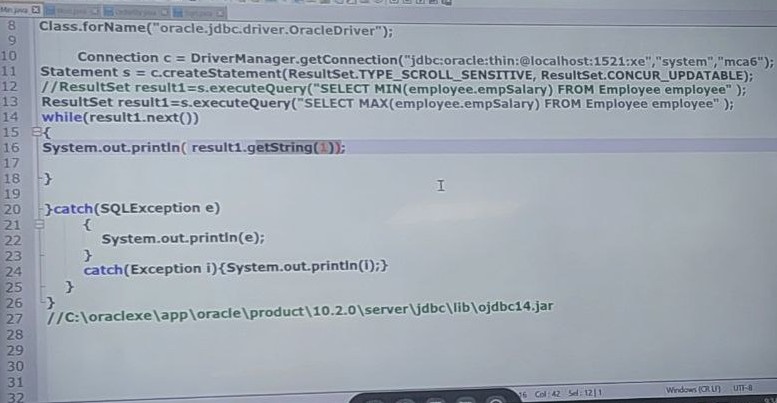 Min.java
8 Class.forName("oracle.jdbc.driver.OracleDriver");
9
10 Connection c = DriverManager.getConnection("jdbc:oracle:thin:@localhost:1521:xe","system","mca6");
11 Statement s = c.createStatement(ResultSet.TYPE_SCROLL_SENSITIVE, ResultSet.CONCUR_UPDATABLE);
12 //ResultSet result1=s.executeQuery("SELECT MIN(employee.empSalary) FROM Employee employee" );
13 ResultSet result1=s.executeQuery("SELECT MAX(employee.empSalary) FROM Employee employee" );
14 while(result1.next())
15 {
16 System.out.println( result1.getString(1));
17
18 }
19
20 }catch(SQLException e)
21 {
22 System.out.println(e);
23 }
24 catch(Exception i){System.out.println(i);}
25 }
26 }
27 //C:\oraclexe\app\oracle\product\10.2.0\server\jdbc\lib\ojdbc14.jar
28
29
30
31
32
16 Col: 42 Sel: 12 | 1 Windows (CR LF) UTF-8